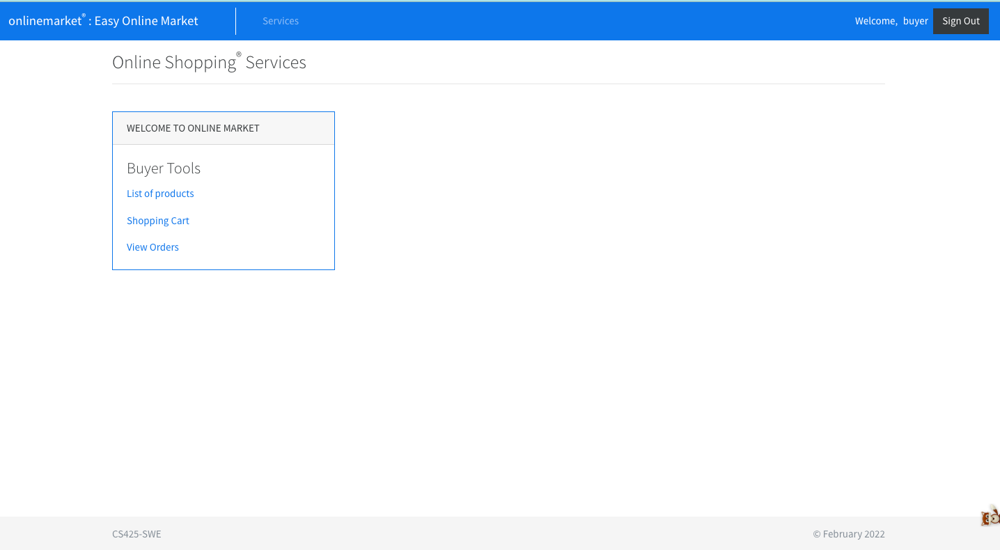 onlinemarket® : Easy Online Market
Services
Welcome, buyer
Sign Out
Online Shopping® Services
WELCOME TO ONLINE MARKET
Buyer Tools
List of products
Shopping Cart
View Orders
CS425-SWE
© February 2022